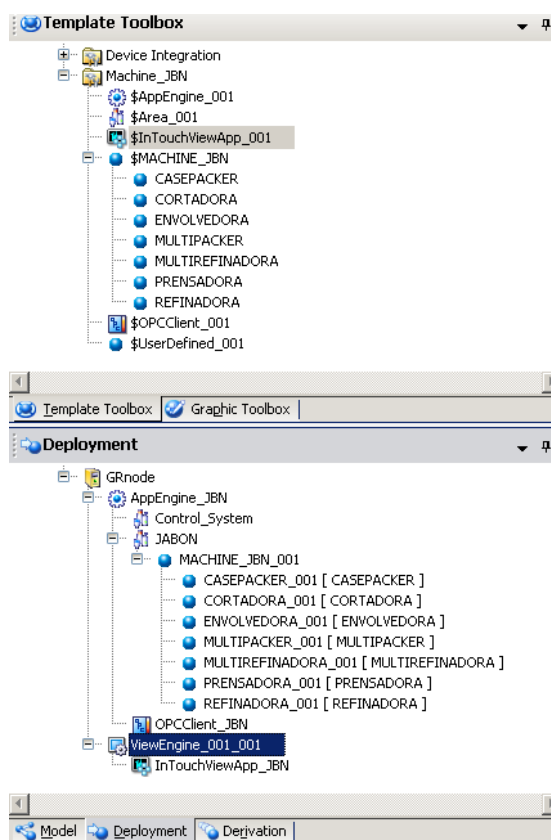 Template Toolbox
Device Integration
Machine_JBN
$AppEngine_001
$Area_001
$InTouchViewApp_001
$MACHINE_JBN
CASEPACKER
CORTADORA
ENVOLVEDORA
MULTIPACKER
MULTIREFINADORA
PRENSADORA
REFINADORA
$OPCClient_001
$UserDefined_001
Template Toolbox Graphic Toolbox
Deployment
GRnode
AppEngine_JBN
Control_System
JABON
MACHINE_JBN_001
CASEPACKER_001 [ CASEPACKER ]
CORTADORA_001 [ CORTADORA ]
ENVOLVEDORA_001 [ ENVOLVEDORA ]
MULTIPACKER_001 [ MULTIPACKER ]
MULTIREFINADORA_001 [ MULTIREFINADORA ]
PRENSADORA_001 [ PRENSADORA ]
REFINADORA_001 [ REFINADORA ]
OPCClient_JBN
ViewEngine_001_001
InTouchViewApp_JBN
Model Deployment Derivation